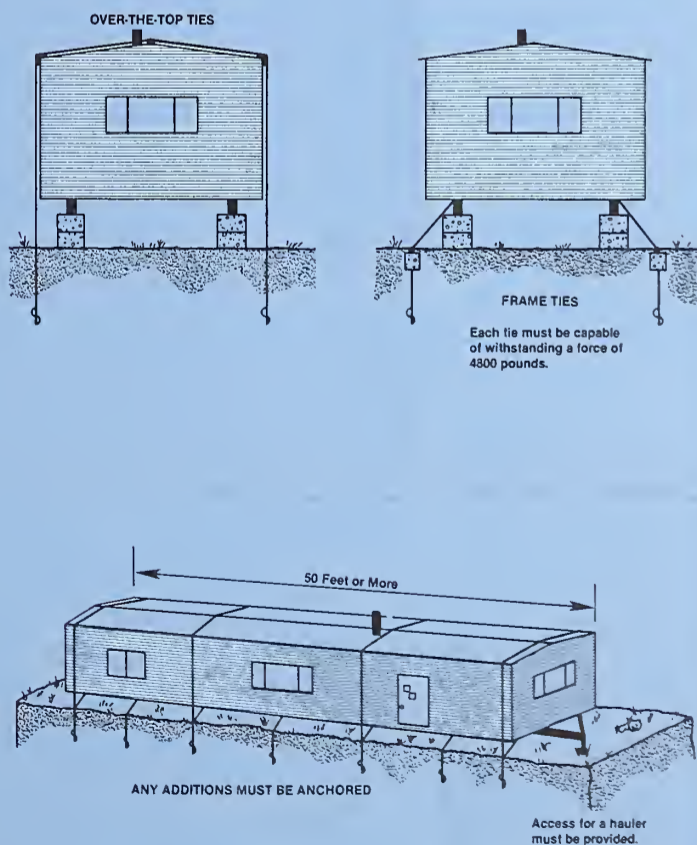 OVER-THE-TOP TIES
FRAME TIES
Each tie must be capable
of withstanding a force of
4800 pounds.
50 Feet or More
ANY ADDITIONS MUST BE ANCHORED
Access for a hauler
must be provided.